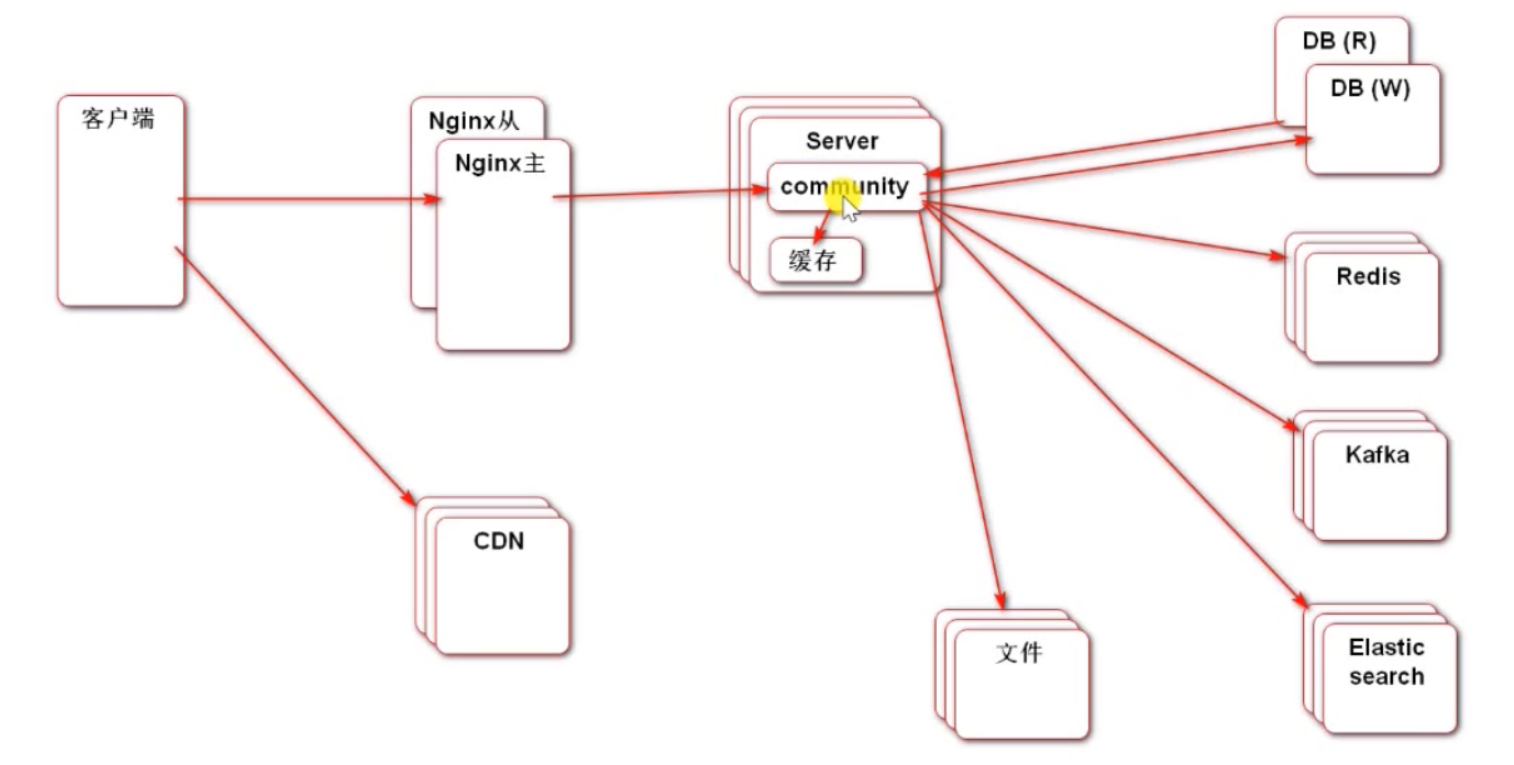 客户端
Nginx从
Nginx主
Server
community
缓存
DB (R)
DB (W)
Redis
Kafka
Elastic
search
文件
CDN